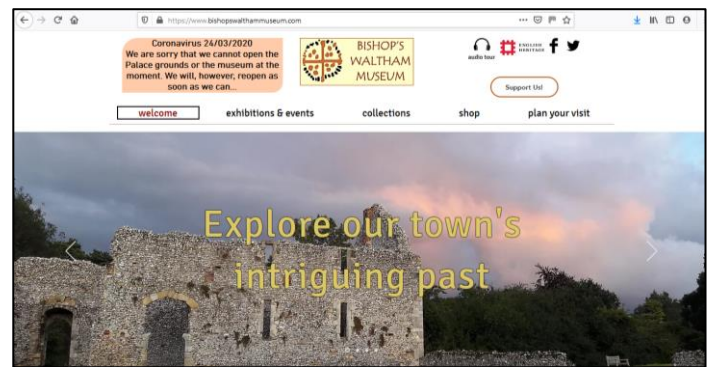 https://www.bishopswalthammuseum.com
Coronavirus 24/03/2020
We are sorry that we cannot open the
Palace grounds or the museum at the
moment. We will, however, reopen as
soon as we can...
BISHOP'S
WALTHAM
MUSEUM
audio tour
ENGLISH
HERITAGE
Support Us!
welcome
exhibitions & events
collections
shop
plan your visit
Explore our town's
intriguing past